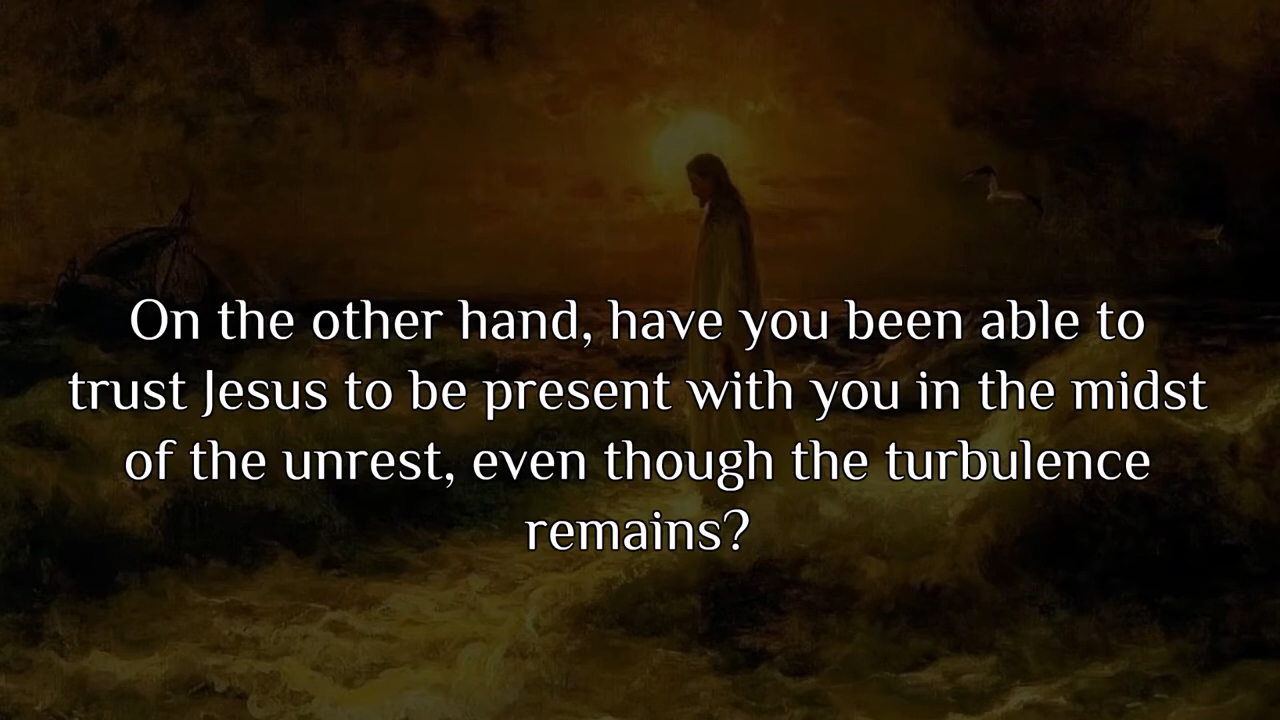 On the other hand, have you been able to
trust Jesus to be present with you in the midst
of the unrest, even though the turbulence
remains?